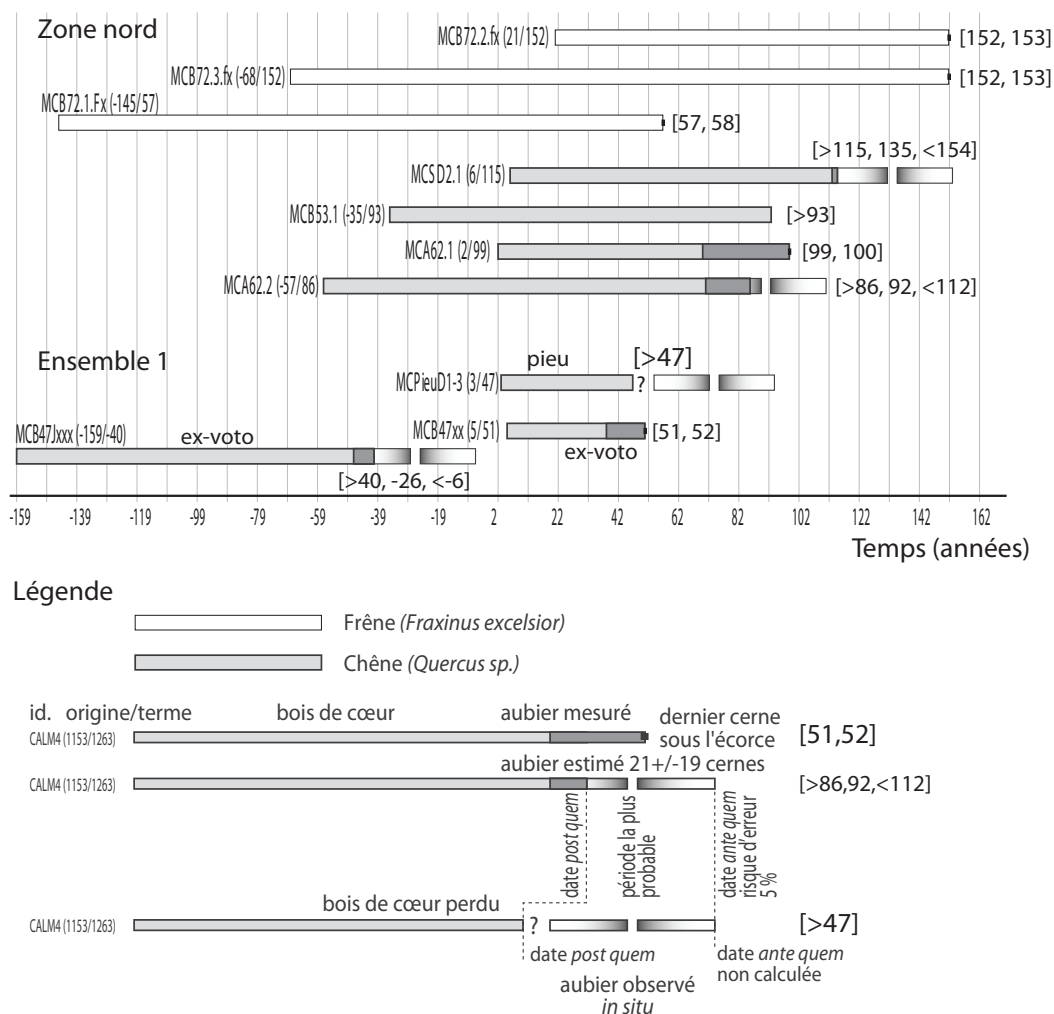 Zone nord
MCB72.2.fx (21/152)
[152, 153]
MCB72.3.fx (-68/152)
[152, 153]
MCB72.1.Fx (-145/57)
[57, 58]
[>115, 135, <154]
MCSD2.1 (6/115)
MCB53.1 (-35/93)
[>93]
MCA62.1 (2/99)
[99, 100]
MCA62.2 (-57/86)
[>86, 92, <112]
Ensemble 1
pieu
[>47]
MCPieuD1-3 (3/47)
?
MCB47Jxxx (-159/-40)
ex-voto
MCB47xx (5/51)
[51, 52]
ex-voto
[>40, -26, <-6]
-159 -139 -119 -99 -79 -59 -39 -19 2 22 42 62 82 102 122 142 162
Temps (années)
Légende
Frêne (Fraxinus excelsior)
Chêne (Quercus sp.)
id. origine/terme bois de cœur aubier mesuré dernier cerne
sous l'écorce
CALM4 (1153/1263)
[51,52]
aubier estimé 21+/-19 cernes
CALM4 (1153/1263)
[>86,92,<112]
date post quem
période la plus
probable
date ante quem
risque d'erreur
5 %
bois de cœur perdu
CALM4 (1153/1263)
?
[>47]
date post quem
date ante quem
non calculée
aubier observé
in situ